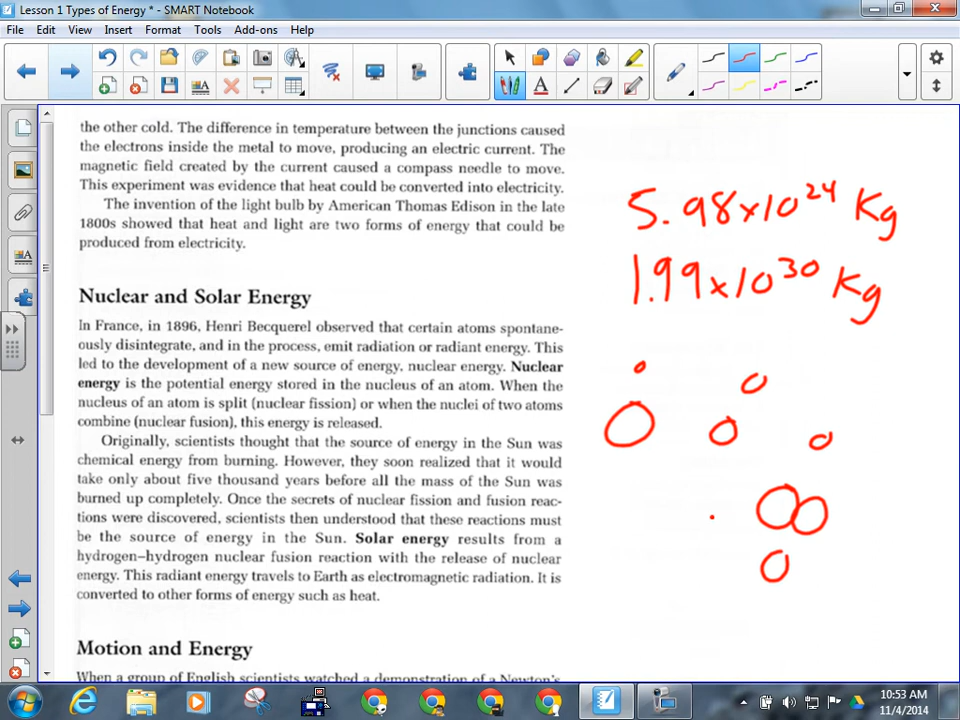 Lesson 1 Types of Energy * - SMART Notebook
File Edit View Insert Format Tools Add-ons Help
the other cold. The difference in temperature between the junctions caused
the electrons inside the metal to move, producing an electric current. The
magnetic field created by the current caused a compass needle to move.
This experiment was evidence that heat could be converted into electricity.
The invention of the light bulb by American Thomas Edison in the late
1800s showed that heat and light are two forms of energy that could be
produced from electricity.
5.98x10²⁴ Kg
1.99x10³⁰ Kg
Nuclear and Solar Energy
In France, in 1896, Henri Becquerel observed that certain atoms spontane-
ously disintegrate, and in the process, emit radiation or radiant energy. This
led to the development of a new source of energy, nuclear energy. Nuclear
energy is the potential energy stored in the nucleus of an atom. When the
nucleus of an atom is split (nuclear fission) or when the nuclei of two atoms
combine (nuclear fusion), this energy is released.
Originally, scientists thought that the source of energy in the Sun was
chemical energy from burning. However, they soon realized that it would
take only about five thousand years before all the mass of the Sun was
burned up completely. Once the secrets of nuclear fission and fusion reac-
tions were discovered, scientists then understood that these reactions must
be the source of energy in the Sun. Solar energy results from a
hydrogen–hydrogen nuclear fusion reaction with the release of nuclear
energy. This radiant energy travels to Earth as electromagnetic radiation. It is
converted to other forms of energy such as heat.
Motion and Energy
When a group of English scientists watched a demonstration of a Newton's
10:53 AM
11/4/2014